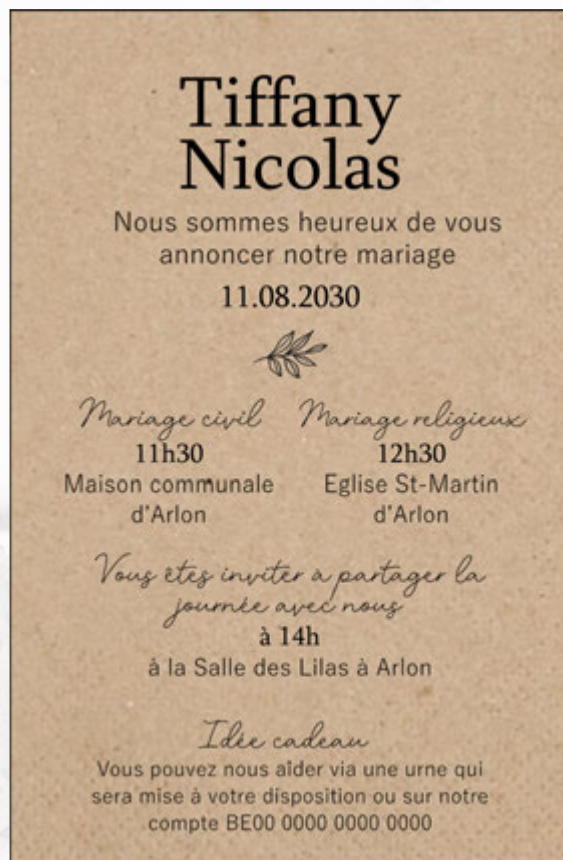 Tiffany
Nicolas
Nous sommes heureux de vous
annoncer notre mariage
11.08.2030
Mariage civil
11h30
Maison communale
d'Arlon
Mariage religieux
12h30
Eglise St-Martin
d'Arlon
Vous êtes inviter à partager la
journée avec nous
à 14h
à la Salle des Lilas à Arlon
Idée cadeau
Vous pouvez nous aider via une urne qui
sera mise à votre disposition ou sur notre
compte BE00 0000 0000 0000